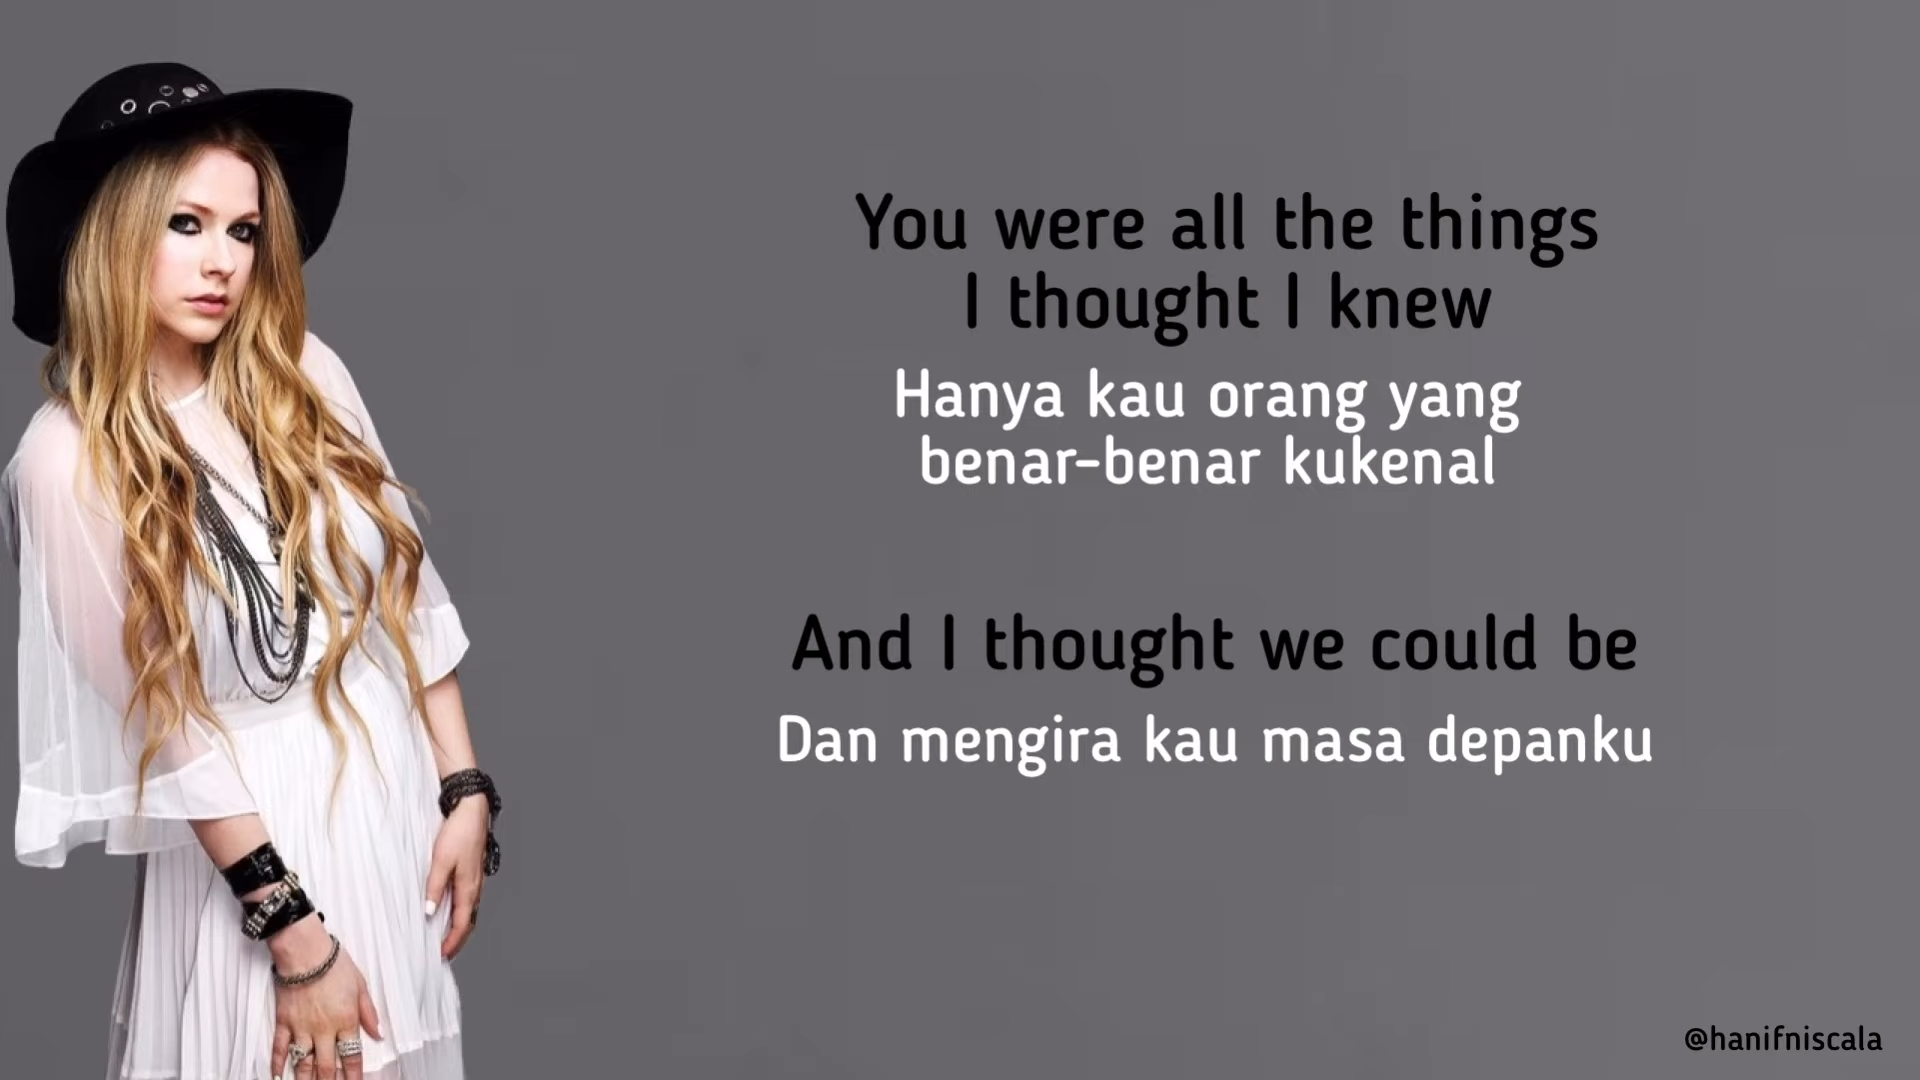 You were all the things
I thought I knew
Hanya kau orang yang
benar-benar kukenal
And I thought we could be
Dan mengira kau masa depanku
@hanifniscala